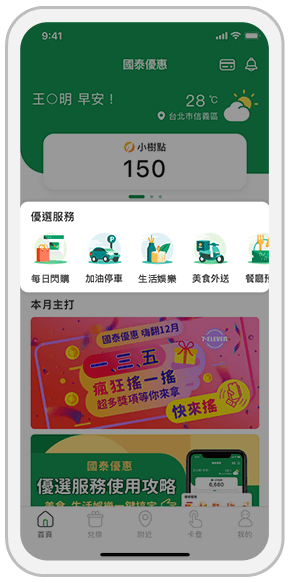 9:41
國泰優惠
王○明 早安！
28 °C
台北市信義區
小樹點
150
優選服務
每日閃購
加油停車
生活娛樂
美食外送
餐廳預
本月主打
國泰優惠 嗨翻12月
T-ELEVEN
一、三、五
瘋狂搖一搖
超多獎項等你來拿
快來搖
國泰優惠
優選服務使用攻略
美食、生活娛樂一鍵搞定
首頁
兌換
附近
卡登
我的